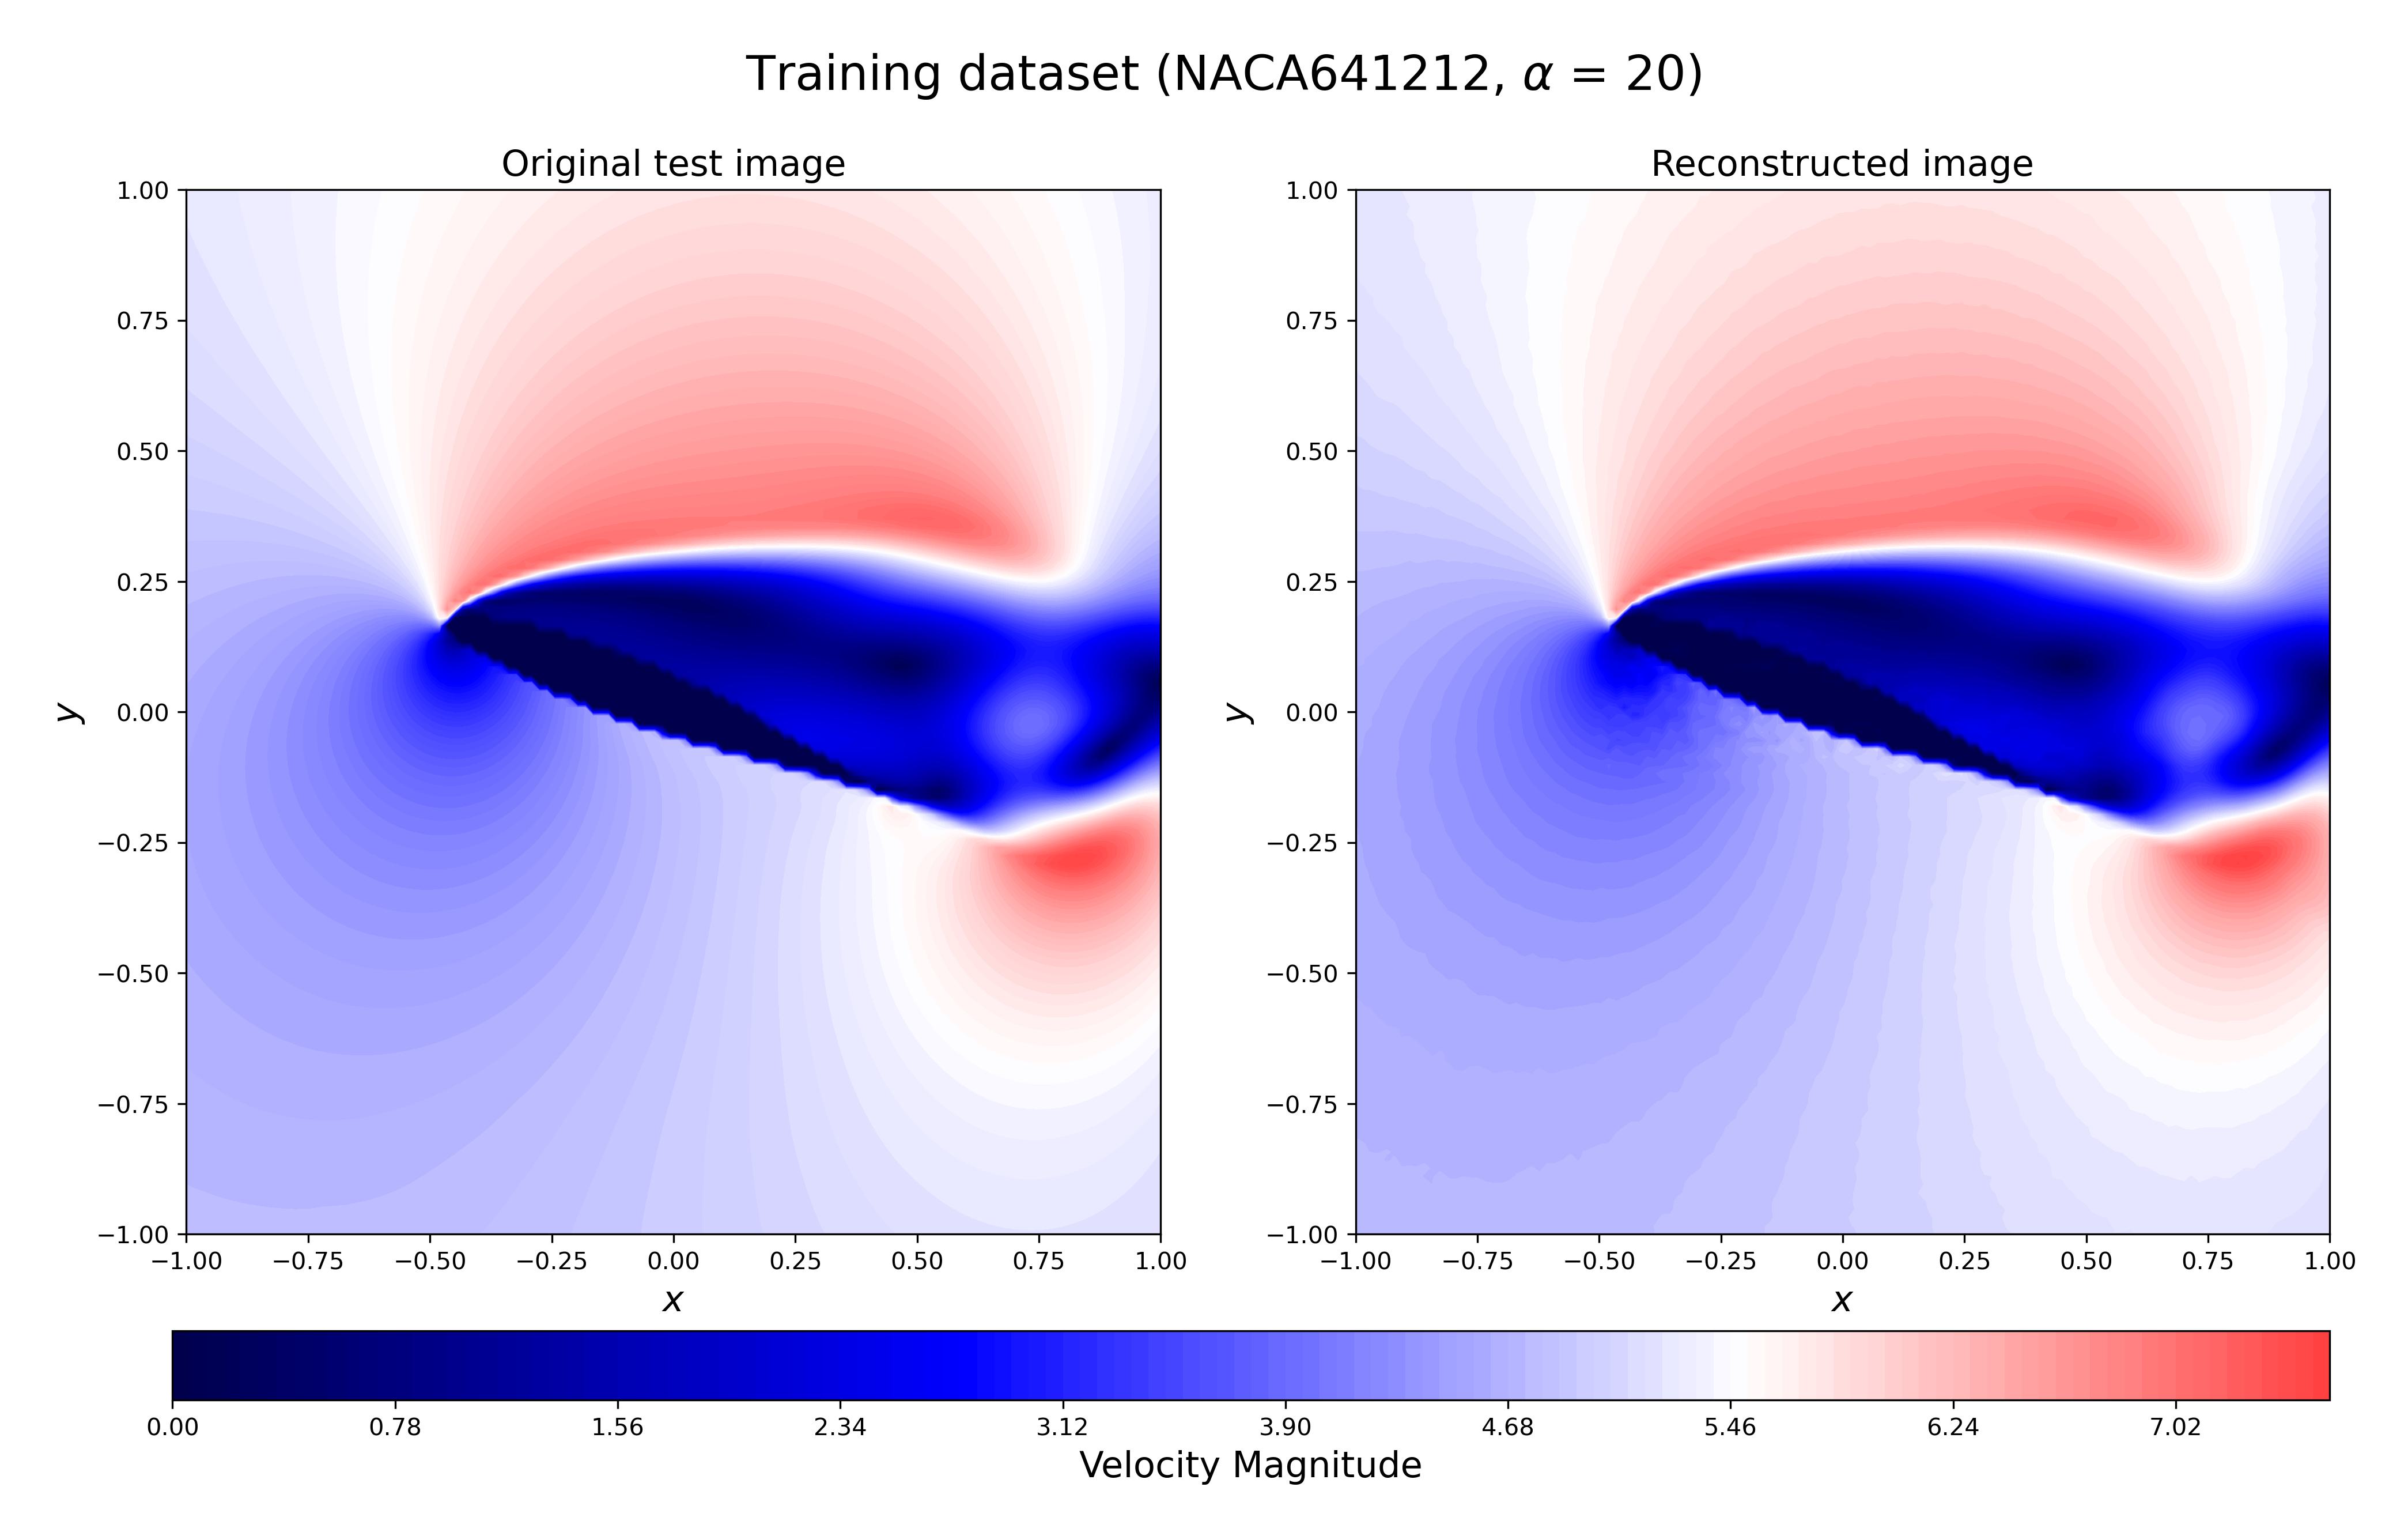 Training dataset (NACA641212, α = 20)
Original test image
1.00
0.75
0.50
0.25
0.00
−0.25
−0.50
−0.75
−1.00
y
−1.00 −0.75 −0.50 −0.25 0.00 0.25 0.50 0.75 1.00
x
Reconstructed image
1.00
0.75
0.50
0.25
0.00
−0.25
−0.50
−0.75
−1.00
y
−1.00 −0.75 −0.50 −0.25 0.00 0.25 0.50 0.75 1.00
x
0.00 0.78 1.56 2.34 3.12 3.90 4.68 5.46 6.24 7.02
Velocity Magnitude